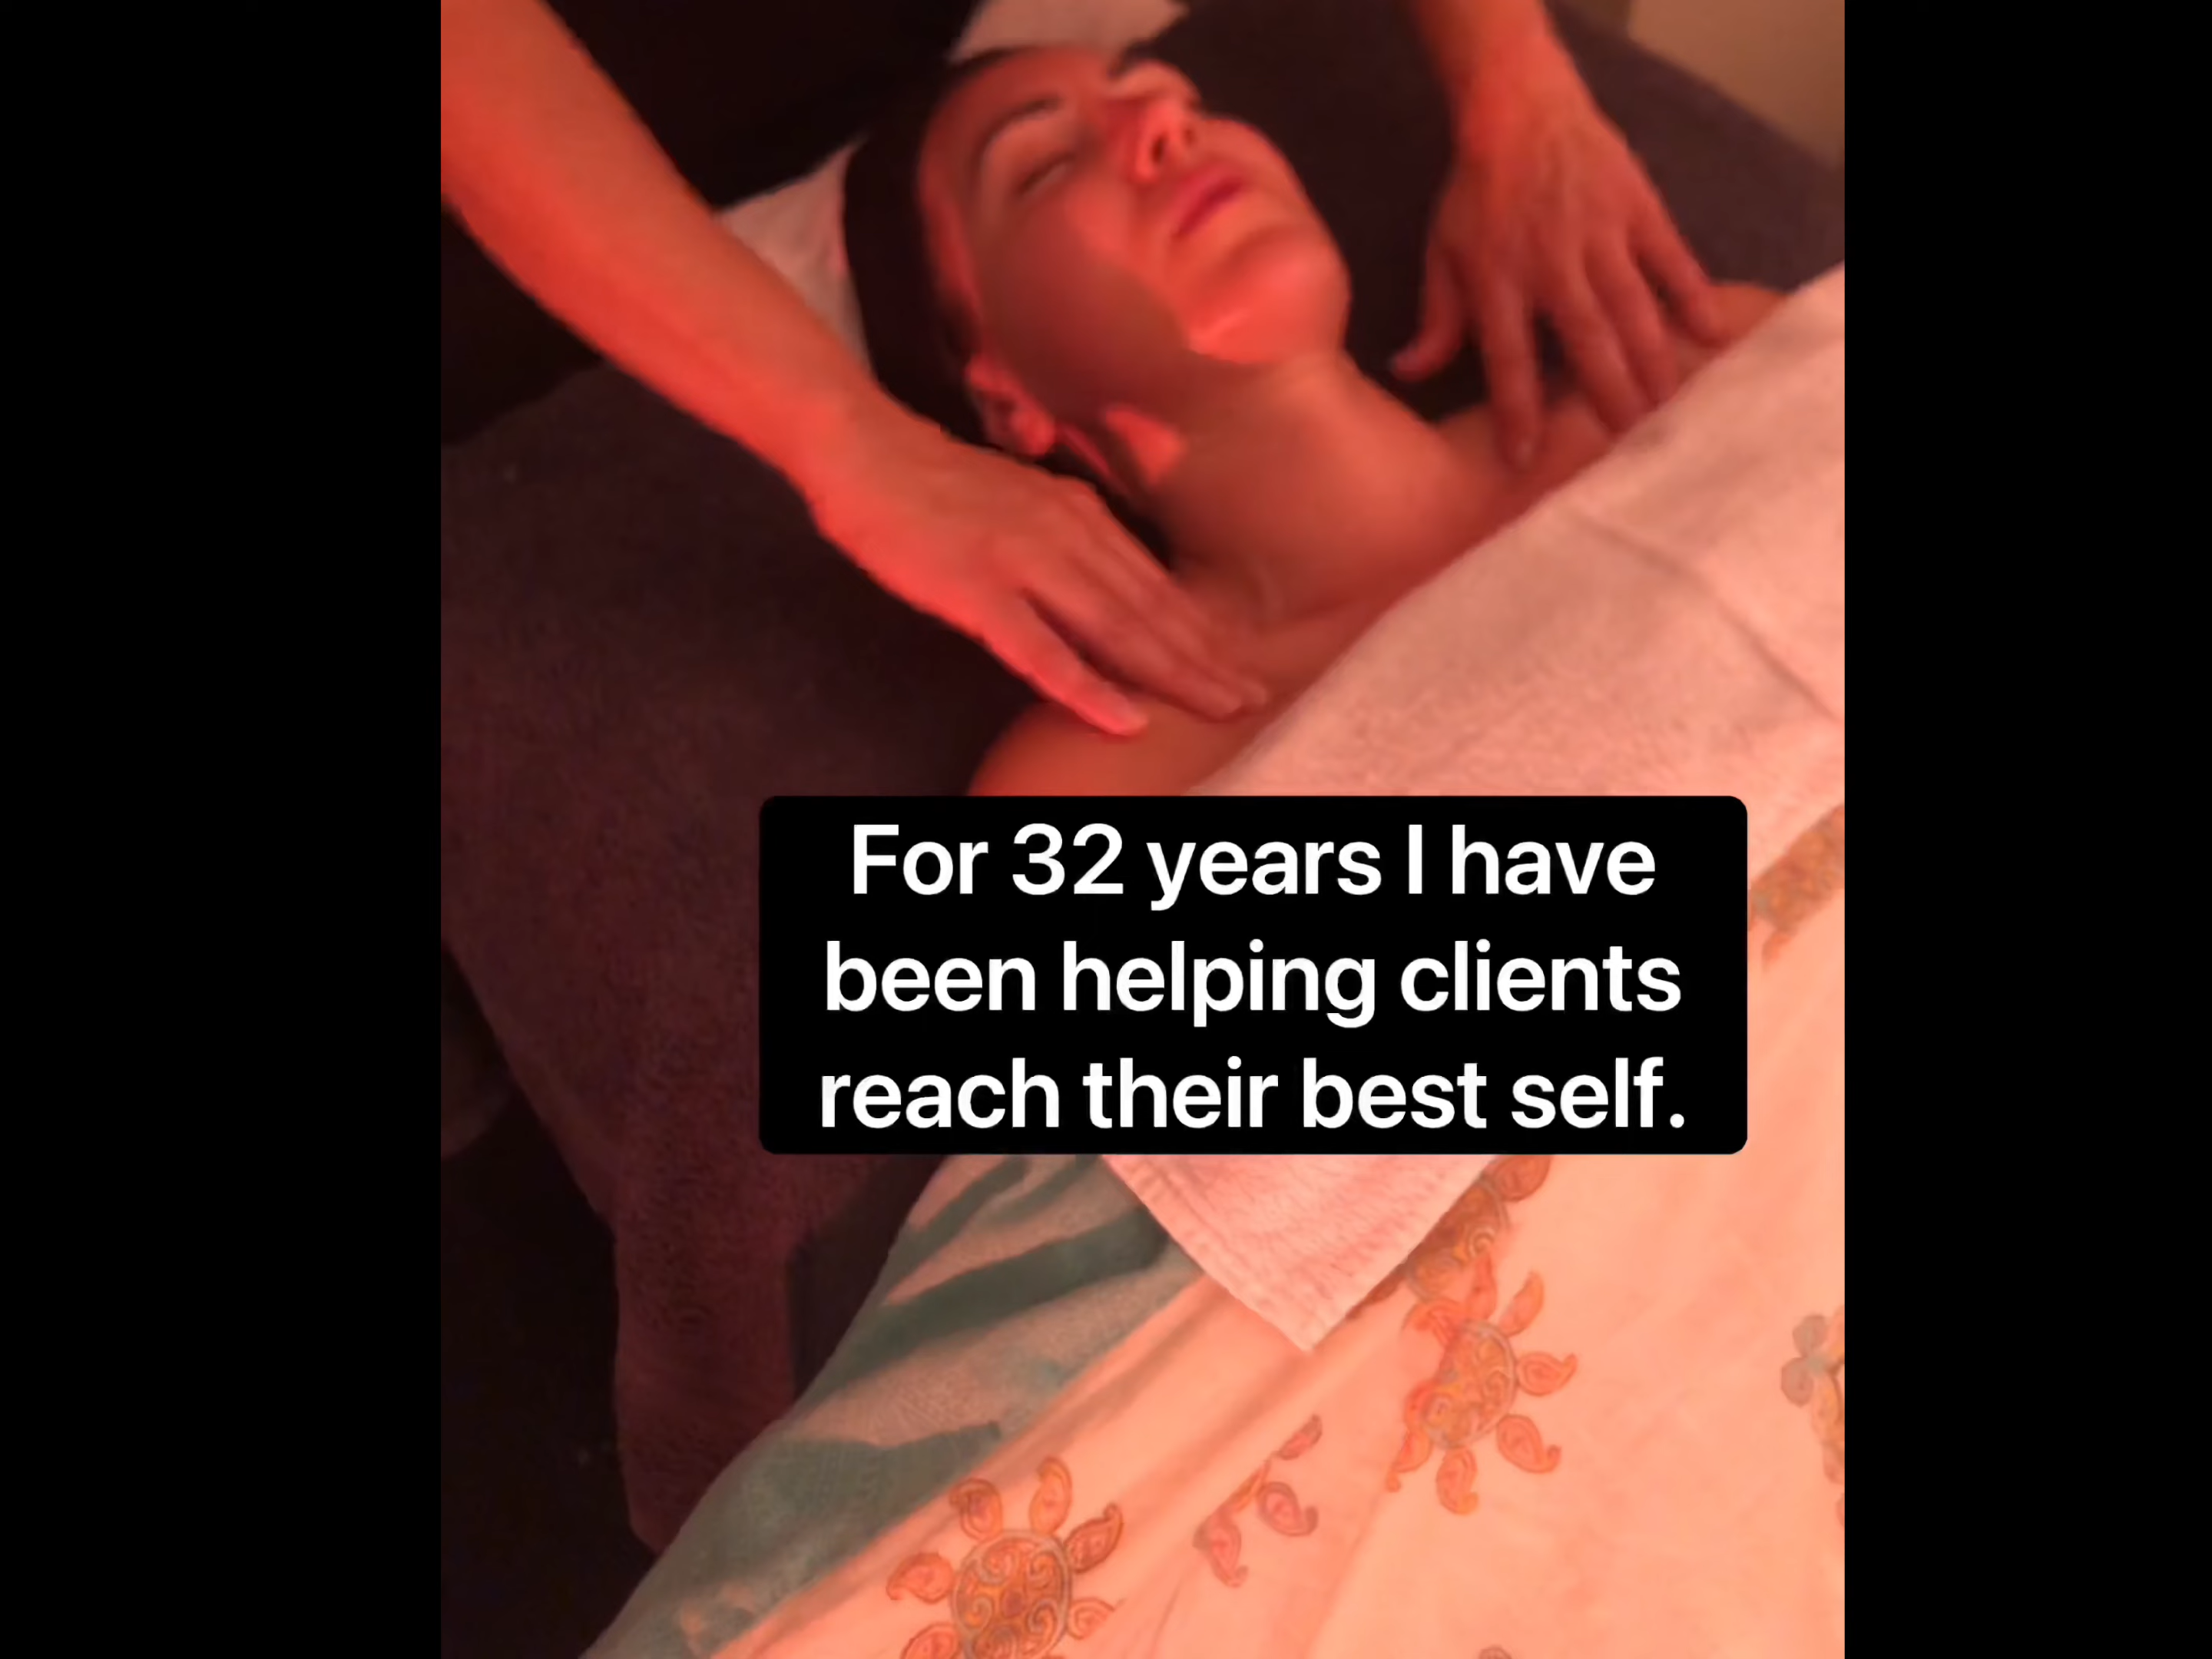 For 32 years I have
been helping clients
reach their best self.